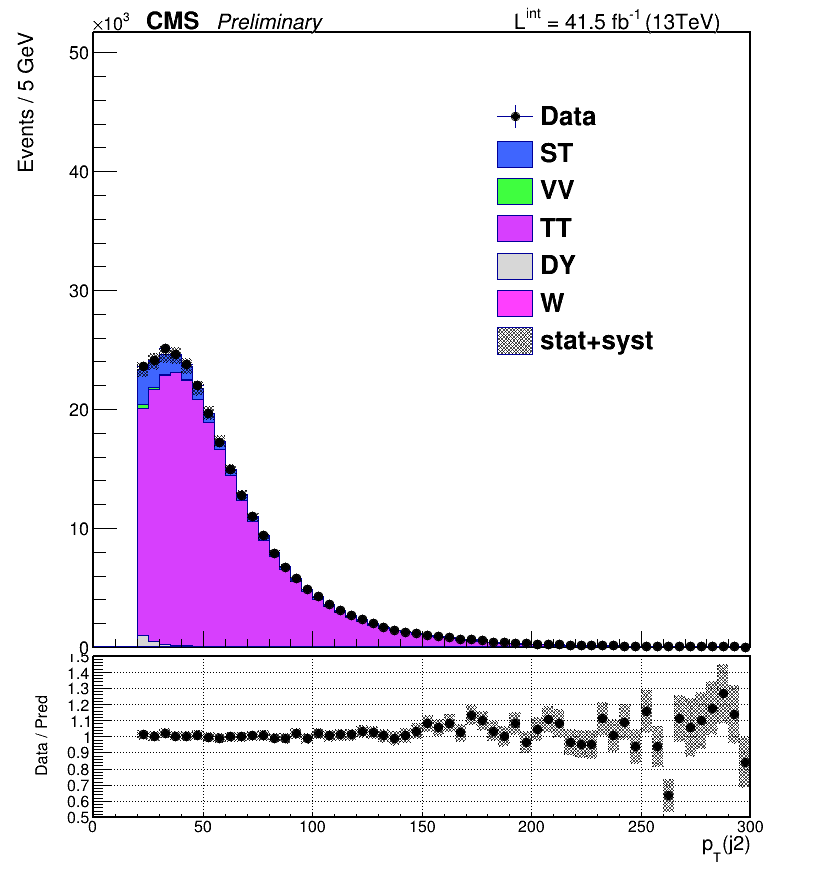 ×10³ CMS Preliminary L^int = 41.5 fb⁻¹ (13TeV)
Events / 5 GeV
50
40
30
20
10
0
Data
ST
VV
TT
DY
W
stat+syst
Data / Pred
1.5
1.4
1.3
1.2
1.1
1
0.9
0.8
0.7
0.6
0.5
0 50 100 150 200 250 300
p_T(j2)